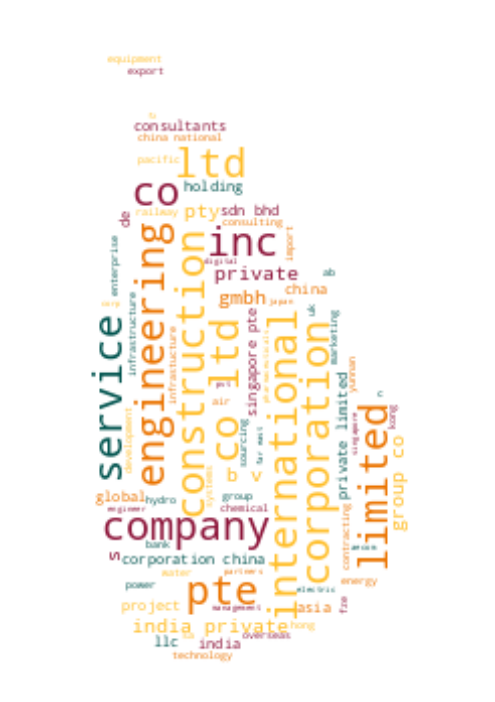 equipment
export
consultants
china national
pacific
ltd
co
holding
de
railway
pty
sdn bhd
consulting
enterprise
engineering
construction
inc
import
digital
private
ab
gmbh
china
japan
corp
infrastructure
service
infrastuctury
co ltd
singapore pte
international
corporation
uk
marketing
pvt
air
yunnan
private limited
c
limited
kong
singapore
group co
development
sourcing
far east
systems
b v
global
hydro
group
engineer
chemical
company
contracting
bank
aecom
s
corporation china
water
partners
power
energy
electric
pte
project
management
asia
fze
india private
hong
overseas
llc
india
technology